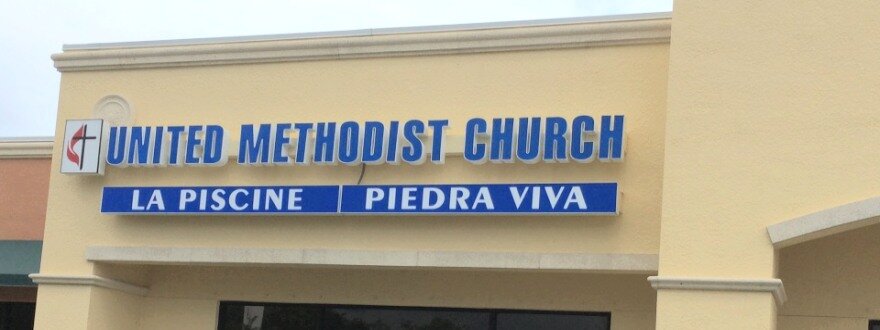 UNITED METHODIST CHURCH
LA PISCINE PIEDRA VIVA